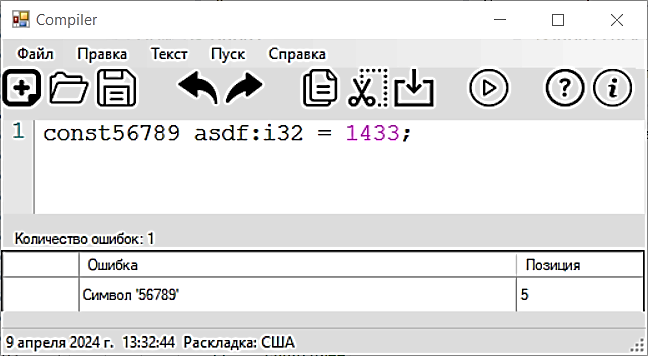 Compiler
Файл Правка Текст Пуск Справка
1 const56789 asdf:i32 = 1433;
Количество ошибок: 1
Ошибка Позиция
Символ '56789' 5
9 апреля 2024 г. 13:32:44 Раскладка: США